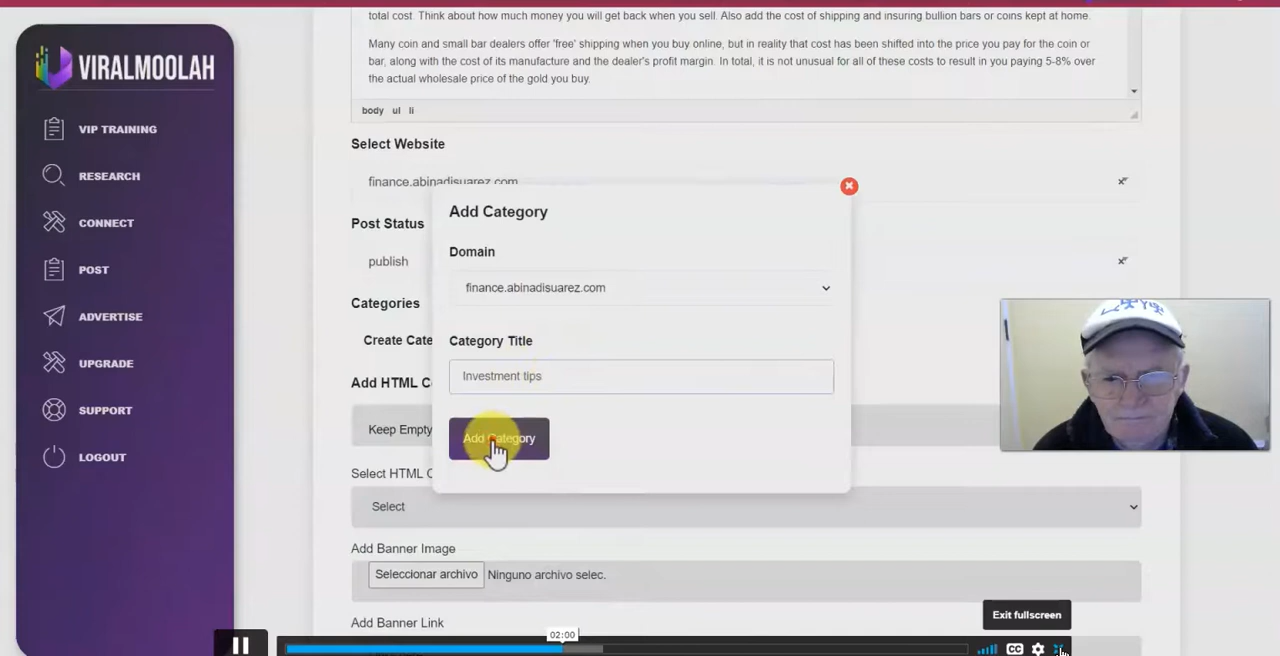 total cost. Think about how much money you will get back when you sell. Also add the cost of shipping and insuring bullion bars or coins kept at home.
Many coin and small bar dealers offer 'free' shipping when you buy online, but in reality that cost has been shifted into the price you pay for the coin or
bar, along with the cost of its manufacture and the dealer's profit margin. In total, it is not unusual for all of these costs to result in you paying 5-8% over
the actual wholesale price of the gold you buy.
body ul li
VIRALMOOLAH
VIP TRAINING
RESEARCH
CONNECT
POST
ADVERTISE
UPGRADE
SUPPORT
LOGOUT
Select Website
finance.abinadisuarez.com
Post Status
publish
Categories
Create Cate
Add HTML C
Keep Empty
Select HTML C
Select
Add Banner Image
Seleccionar archivo Ninguno archivo selec.
Add Banner Link
Add Category
Domain
finance.abinadisuarez.com
Category Title
Investment tips
Add Category
Exit fullscreen
02:00
CC